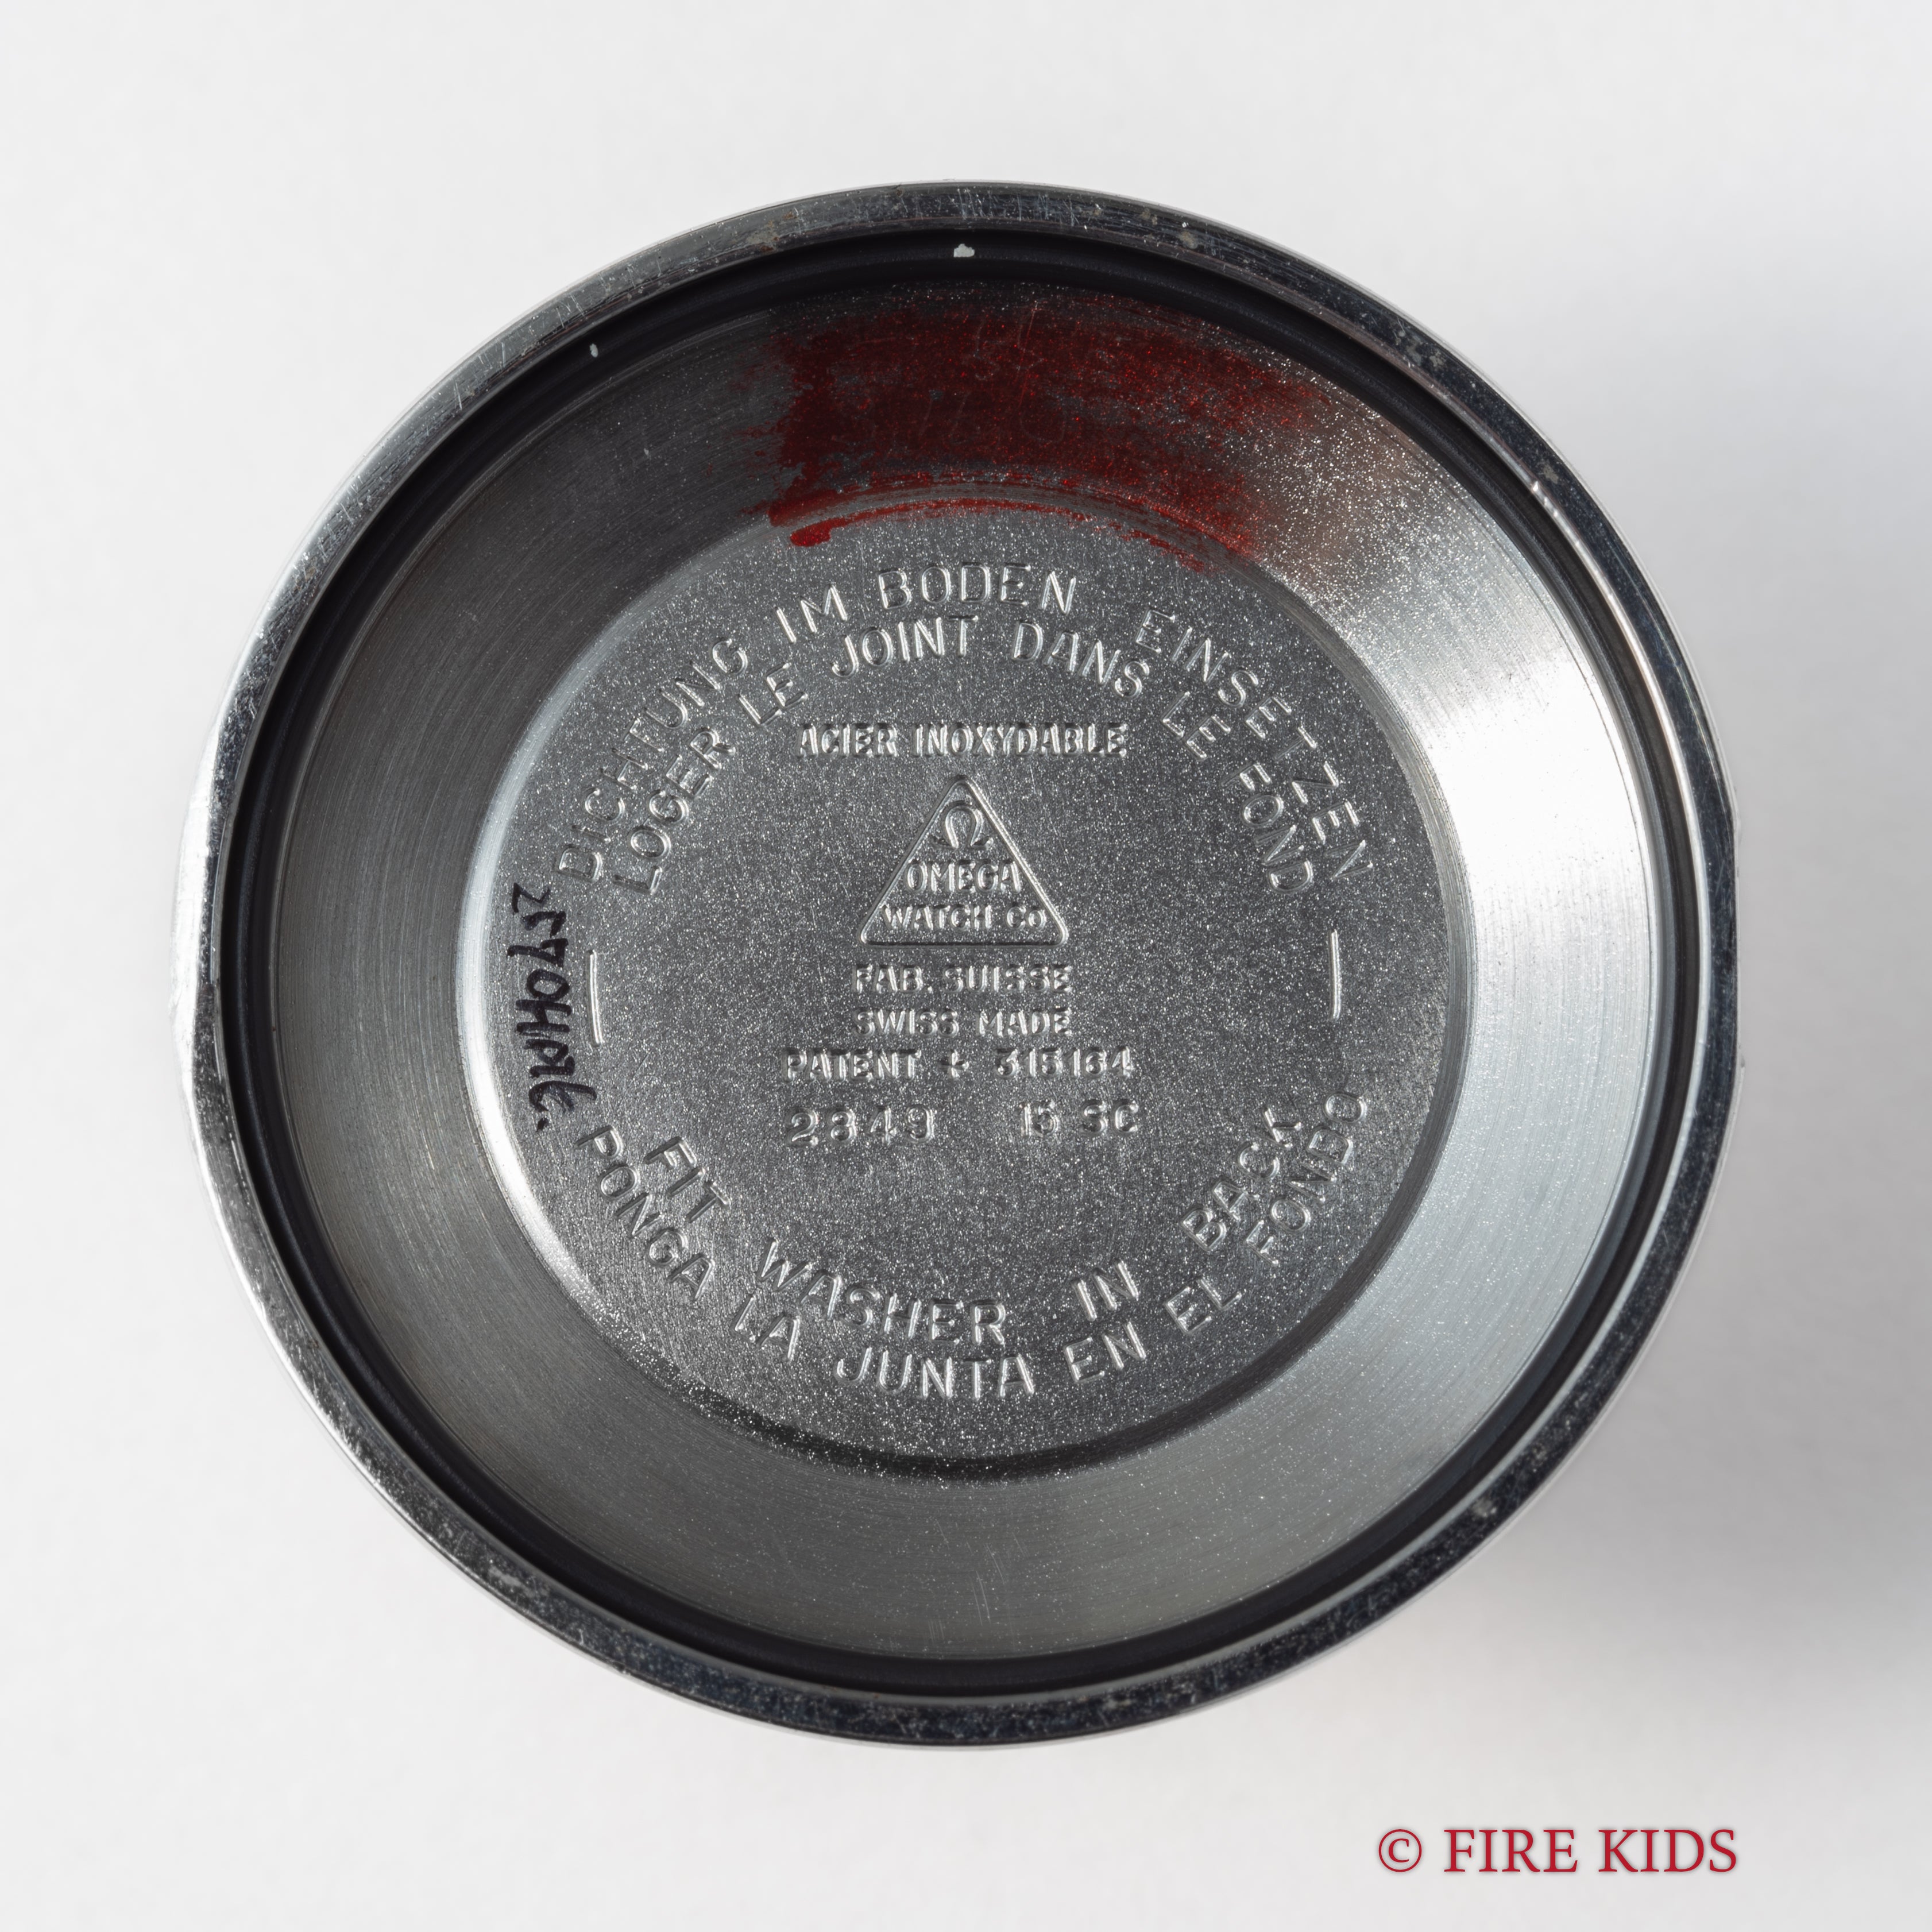 DICHTUNG IM BODEN EINSETZEN
LOGER LE JOINT DANS LE FOND
ACIER INOXYDABLE
Ω
OMEGA
WATCH Co
FAB. SUISSE
SWISS MADE
PATENT + 315164
2849 15 SC
FIT WASHER IN BACK
PONGA LA JUNTA EN EL FONDO
© FIRE KIDS